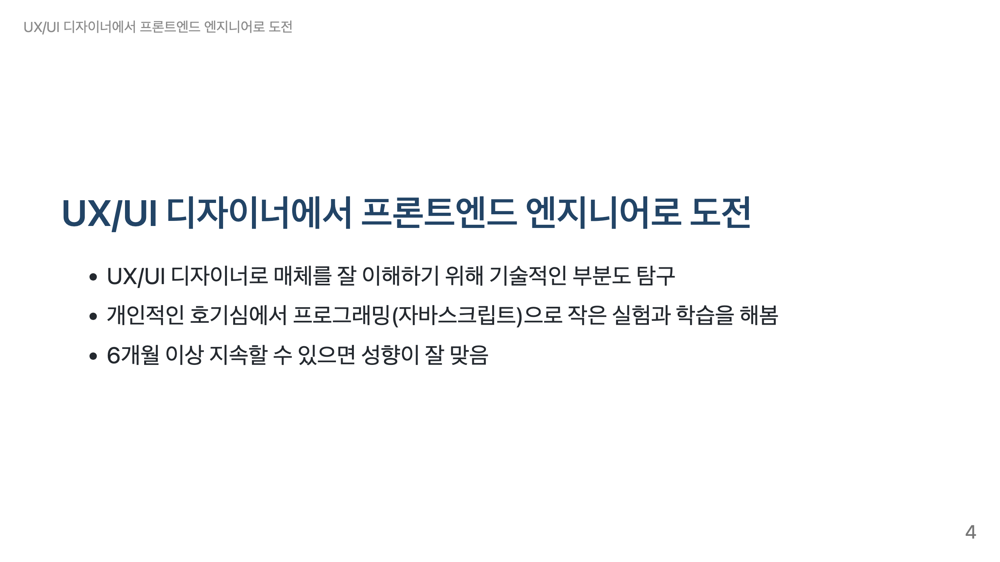 UX/UI 디자이너에서 프론트엔드 엔지니어로 도전
UX/UI 디자이너에서 프론트엔드 엔지니어로 도전
• UX/UI 디자이너로 매체를 잘 이해하기 위해 기술적인 부분도 탐구
• 개인적인 호기심에서 프로그래밍(자바스크립트)으로 작은 실험과 학습을 해봄
• 6개월 이상 지속할 수 있으면 성향이 잘 맞음
4